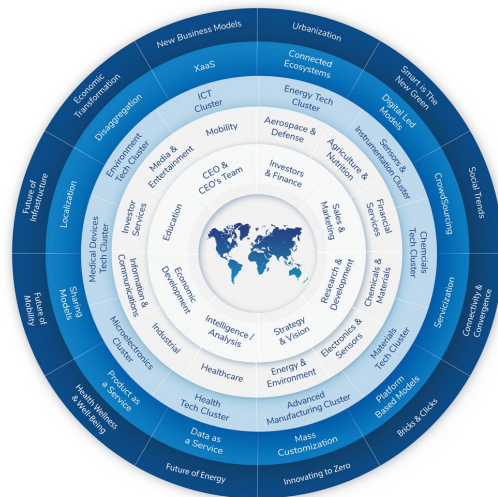 New Business Models
Urbanization
Smart is The
New Green
Social Trends
Connectivity &
Convergence
Bricks & Clicks
Innovating to Zero
Future of Energy
Health Wellness
& Well Being
Future of
Mobility
Future of
Infrastructure
Economic
Transformation
XaaS
Connected
Ecosystems
Digital Led
Models
CrowdSourcing
Servicization
Platform
Based Models
Mass
Customization
Data as
a Service
Product as
a Service
Sharing
Models
Localization
Disaggregation
ICT
Cluster
Energy Tech
Cluster
Sensors &
Instrumentation Cluster
Chemcials
Tech Cluster
Materials
Tech Cluster
Advanced
Manufacturing Cluster
Health
Tech Cluster
Microelectronics
Cluster
Medical Devices
Tech Cluster
Environment
Tech Cluster
Mobility
Aerospace &
Defense
Agriculture &
Nutrition
Financial
Services
Chemicals &
Materials
Electronics &
Sensors
Energy &
Environment
Healthcare
Industrial
Information &
Communications
Investor
Services
Media &
Entertainment
CEO &
CEO's Team
Investors
& Finance
Sales &
Marketing
Research &
Development
Strategy
& Vision
Intelligence /
Analysis
Economic
Development
Education